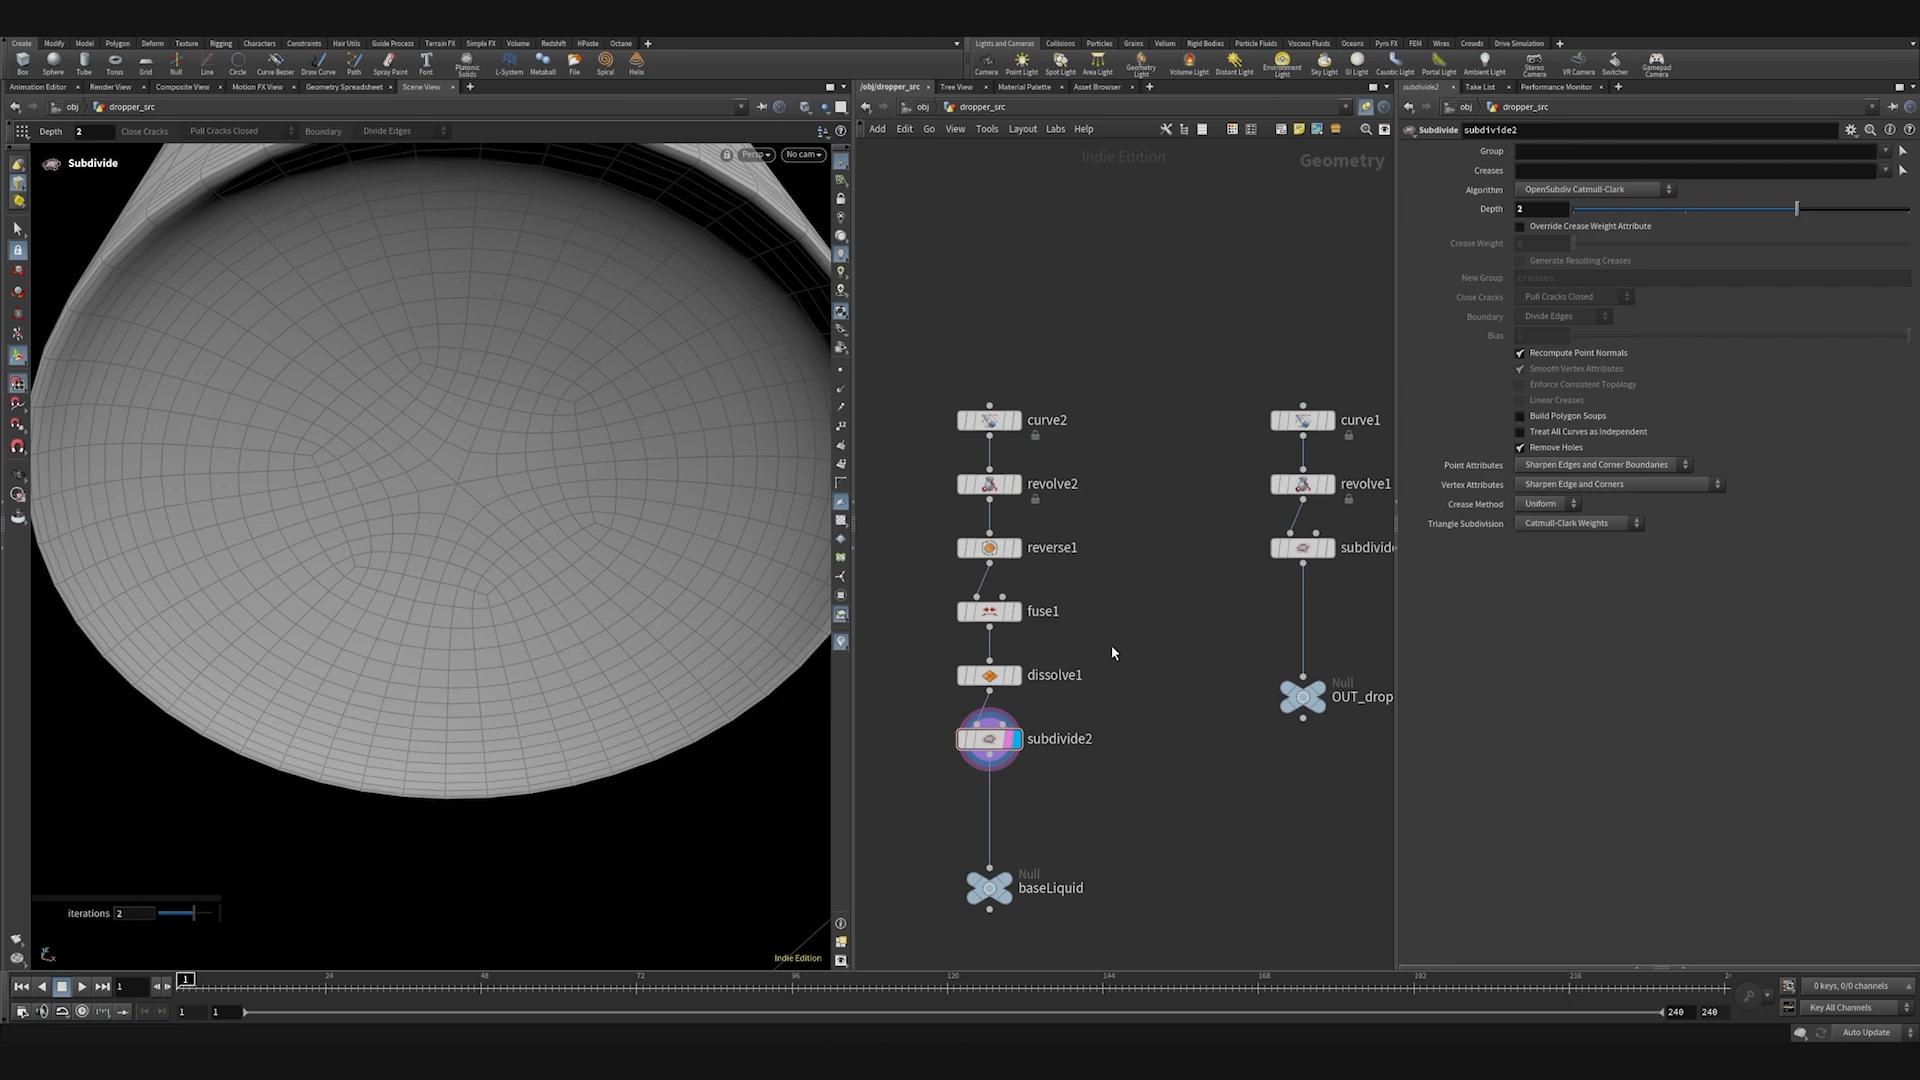 Create Modify Model Polygon Deform Texture Rigging Characters Constraints Hair Utils Guide Process Terrain FX Simple FX Volume Redshift HPaste Octane
Lights and Cameras Collisions Particles Grains Vellum Rigid Bodies Particle Fluids Viscous Fluids Oceans Pyro FX FEM Wires Crowds Drive Simulation
Box Sphere Tube Torus Grid Null Line Circle Curve Bezier Draw Curve Path Spray Paint Font Platonic Solids L-System Metaball File Spiral Helix
Camera Point Light Spot Light Area Light Geometry Light Volume Light Distant Light Environment Light Sky Light GI Light Caustic Light Portal Light Ambient Light Stereo Camera VR Camera Switcher Gamepad Camera
Animation Editor Render View Composite View Motion FX View Geometry Spreadsheet Scene View
/obj/dropper_src Tree View Material Palette Asset Browser
subdivide2 Take List Performance Monitor
obj dropper_src
obj dropper_src
obj dropper_src
Depth 2 Close Cracks Pull Cracks Closed Boundary Divide Edges
Add Edit Go View Tools Layout Labs Help
Subdivide subdivide2
Subdivide
Persp No cam
Indie Edition
Geometry
Group
Creases
Algorithm OpenSubdiv Catmull-Clark
Depth 2
Override Crease Weight Attribute
Crease Weight
Generate Resulting Creases
New Group creases
Close Cracks Pull Cracks Closed
Boundary Divide Edges
Bias 1
Recompute Point Normals
Smooth Vertex Attributes
Enforce Consistent Topology
Linear Creases
Build Polygon Soups
Treat All Curves as Independent
Remove Holes
Point Attributes Sharpen Edges and Corner Boundaries
Vertex Attributes Sharpen Edge and Corners
Crease Method Uniform
Triangle Subdivision Catmull-Clark Weights
curve2
curve1
revolve2
revolve1
reverse1
subdivide
fuse1
dissolve1
Null
OUT_drop
subdivide2
Null
baseLiquid
iterations 2
Indie Edition
1 1 24 48 72 96 120 144 168 192 216
0 keys, 0/0 channels
1 1 240 240
Key All Channels
Auto Update